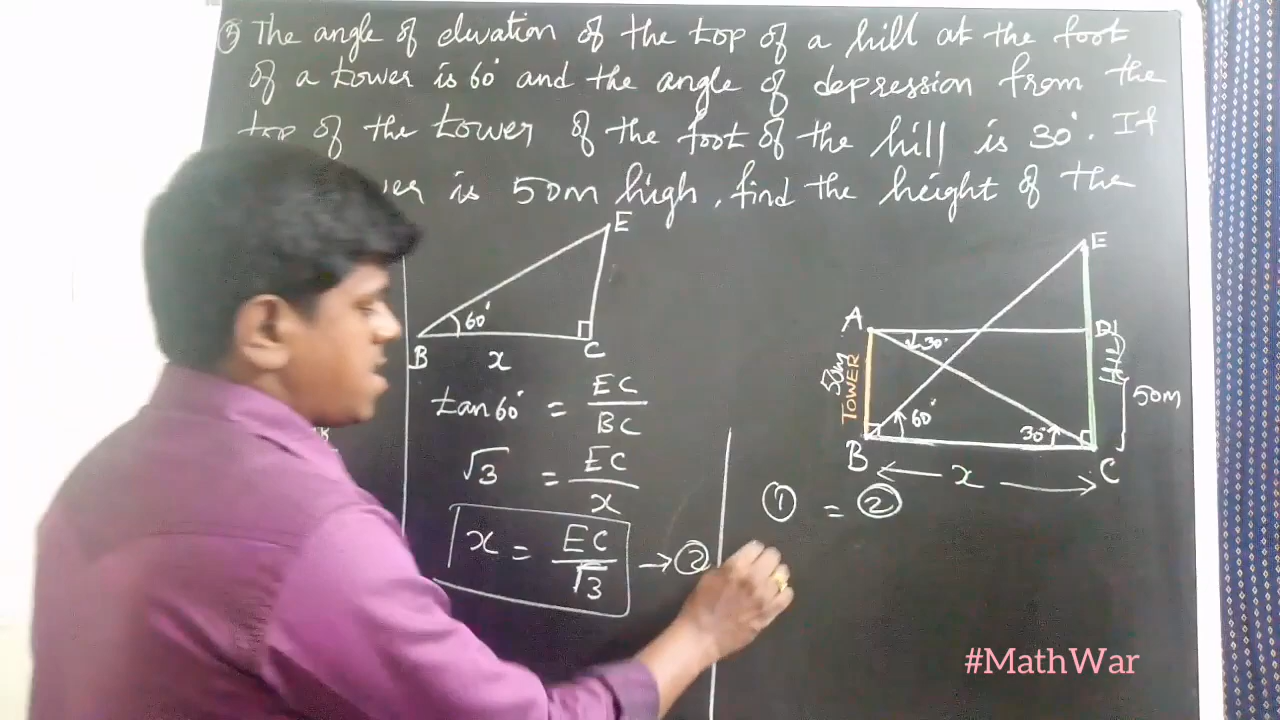 ③ The angle of elevation of the top of a hill at the foot
of a tower is 60° and the angle of depression from the
top of the tower of the foot of the hill is 30°. If
is 50m high, find the height of the
E
60°
B x C
tan60° = EC/BC
√3 = EC/x
x = EC/√3 → ②
E
A D
30°
50m
TOWER
Hill
50m
60°
30°
B x C
① = ②
#MathWar